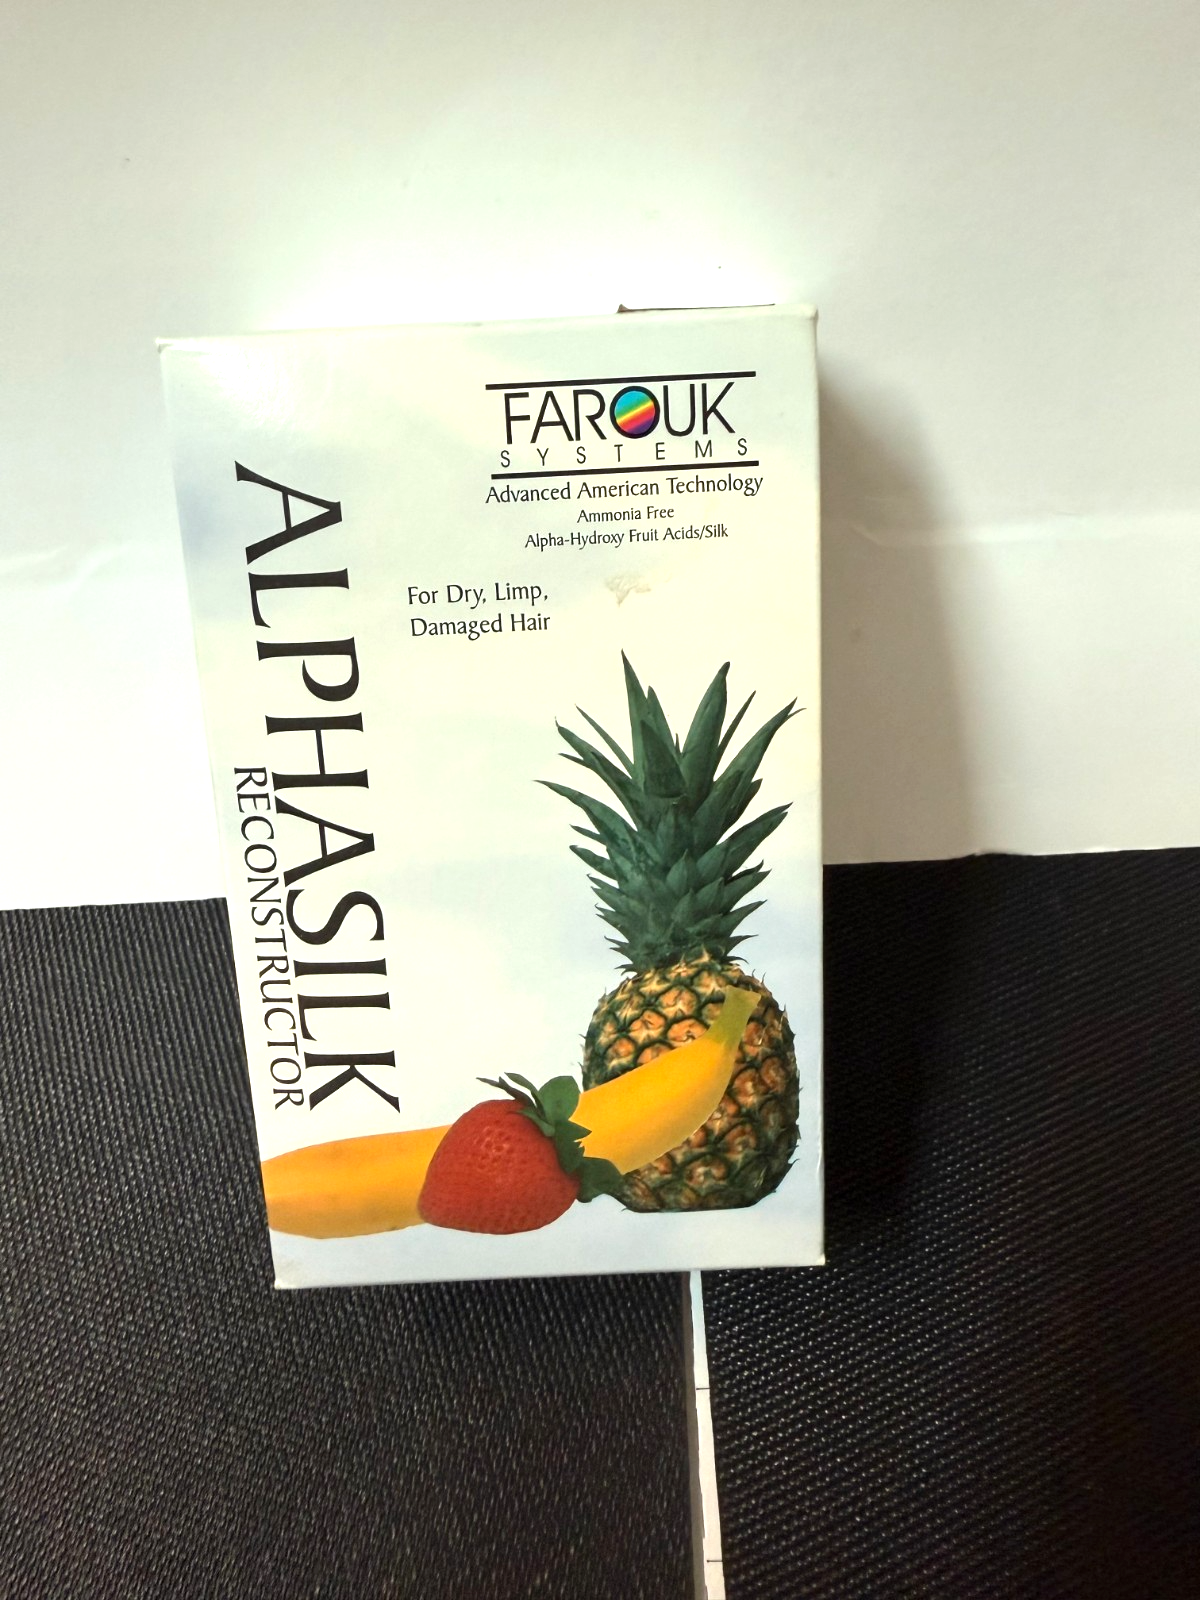 FAROUK
SYSTEMS
Advanced American Technology
Ammonia Free
Alpha-Hydroxy Fruit Acids/Silk
For Dry, Limp,
Damaged Hair
ALPHASILK
RECONSTRUCTOR